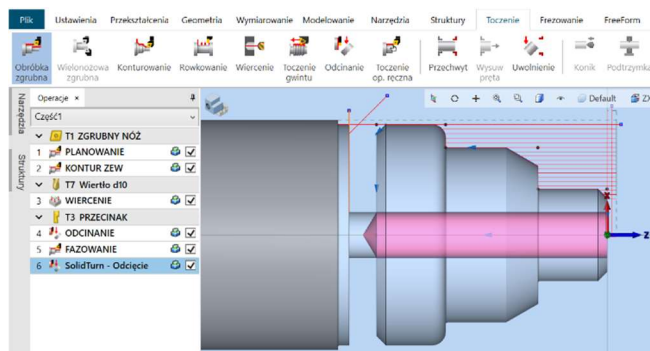 Plik Ustawienia Przekształcenia Geometria Wymiarowanie Modelowanie Narzędzia Struktury Toczenie Frezowanie FreeForm
Obróbka zgrubna Wielonożowa zgrubna Konturowanie Rowkowanie Wiercenie Toczenie gwintu Odcinanie Toczenie op. ręczna Przechwyt Wysuw pręta Uwolnienie Konik Podtrzymka
Narzędzia
Struktury
Operacje ×
Default ZX
Część1
T1 ZGRUBNY NÓŻ
1 PLANOWANIE
2 KONTUR ZEW
T7 Wiertło d10
3 WIERCENIE
T3 PRZECINAK
4 ODCINANIE
5 FAZOWANIE
6 SolidTurn - Odcięcie
X
Z